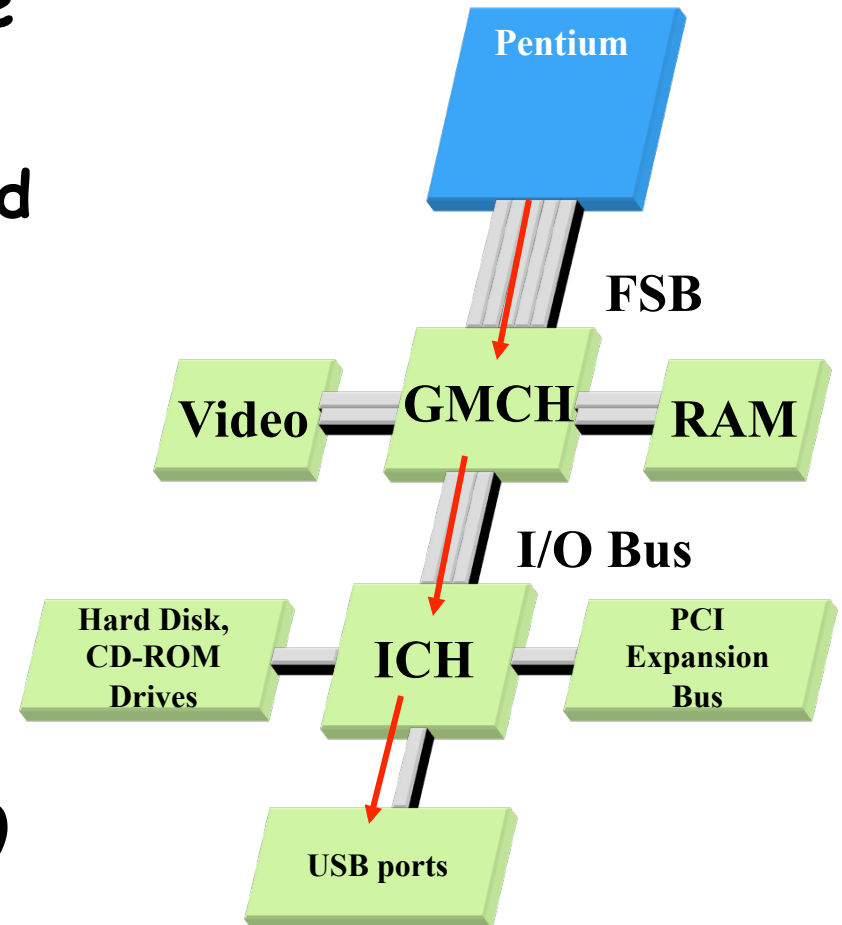 e
Pentium
d
FSB
Video
GMCH
RAM
I/O Bus
Hard Disk,
CD-ROM
Drives
ICH
PCI
Expansion
Bus
)
USB ports